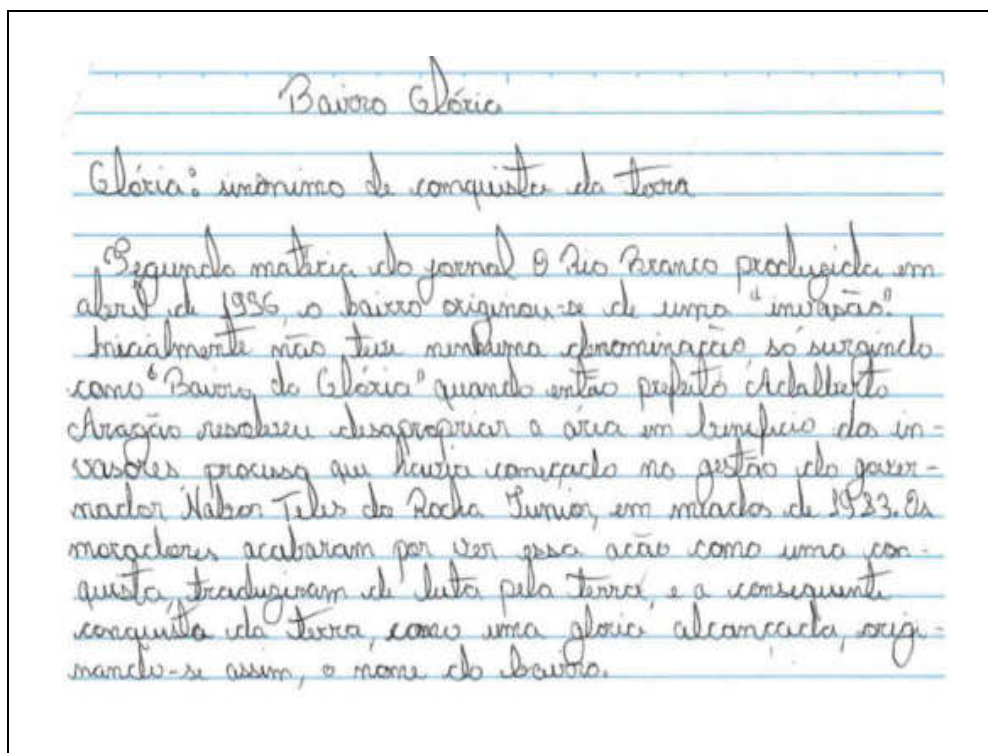 Bairro Glória
Glória: sinônimo de conquista da terra
Segundo matéria do jornal O Rio Branco produzida em
abril de 1996, o bairro originou-se de uma "invasão".
Inicialmente não teve nenhuma denominação só surgindo
como "Bairro da Glória" quando então prefeito Adalberto
Aragão resolveu desapropriar a área em beneficio dos in-
vasores processo que havia começado na gestão do gover-
nador Nabor Teles da Rocha Junior, em meados de 1983. Os
moradores acabaram por ver essa ação como uma con-
quista, traduziram de luta pela terra, e a consequente
conquista da terra, como uma glória alcançada, origi-
nando-se assim, o nome do bairro.